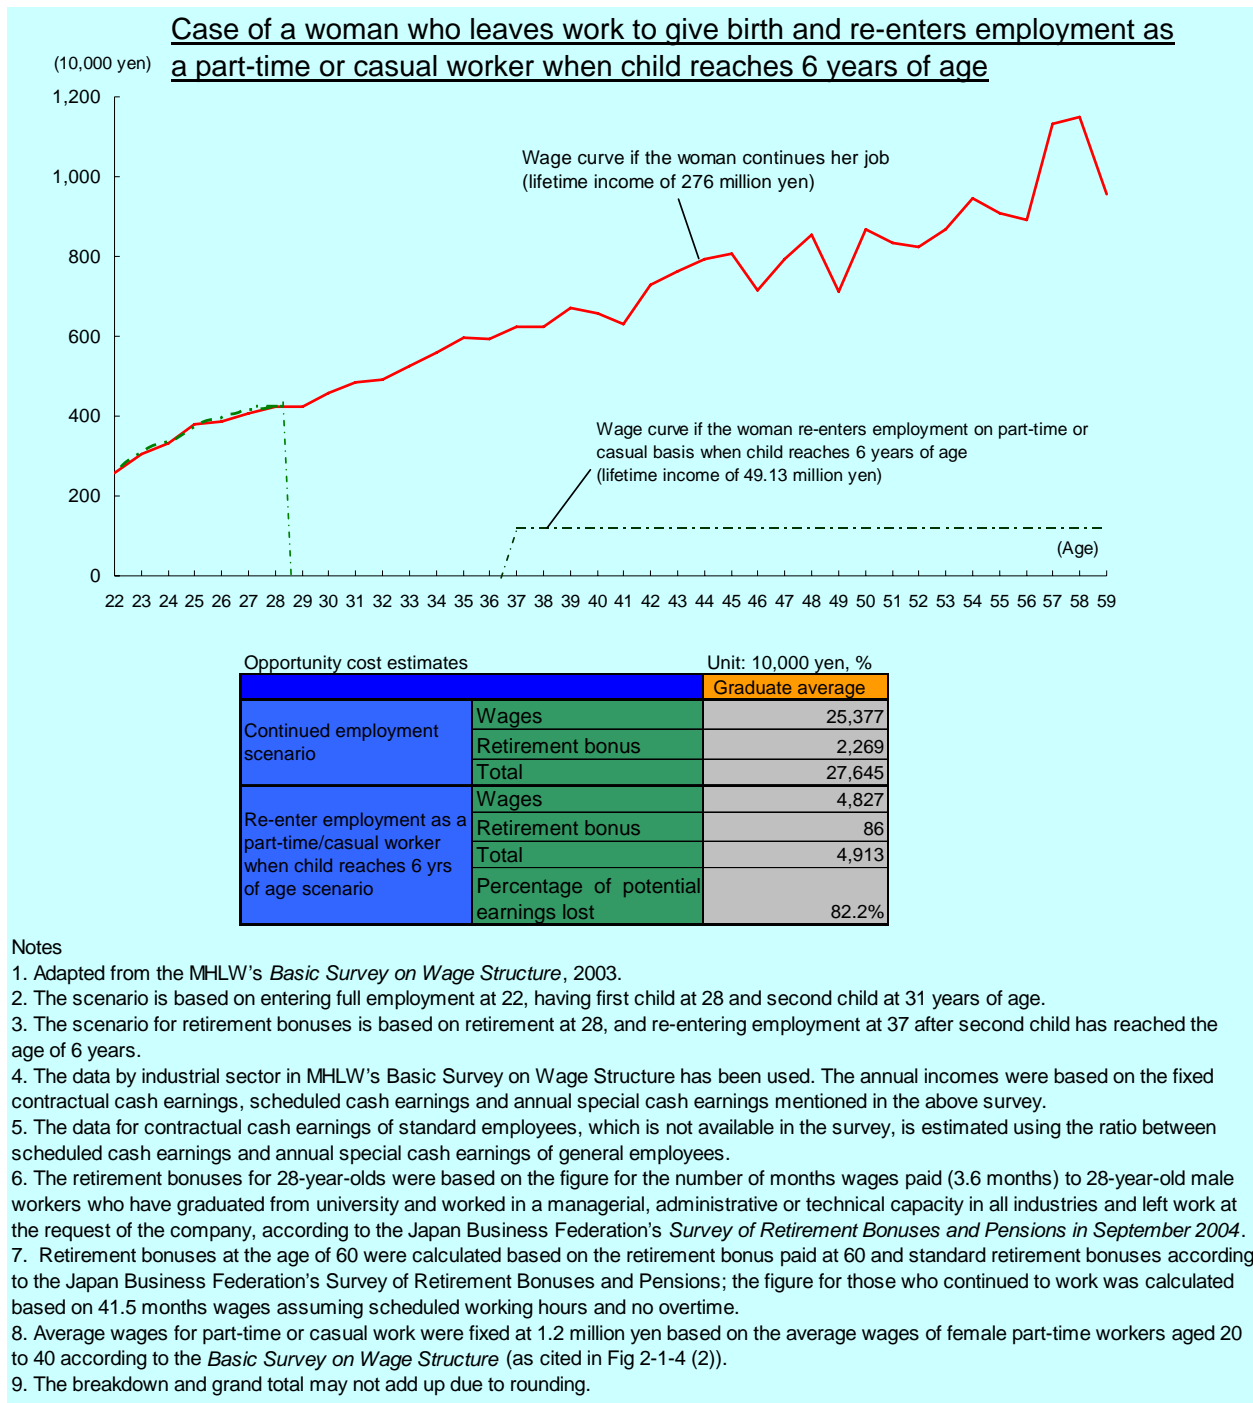 Case of a woman who leaves work to give birth and re-enters employment as
a part-time or casual worker when child reaches 6 years of age
(10,000 yen)
1,200
1,000
800
600
400
200
0
Wage curve if the woman continues her job
(lifetime income of 276 million yen)
Wage curve if the woman re-enters employment on part-time or
casual basis when child reaches 6 years of age
(lifetime income of 49.13 million yen)
(Age)
22 23 24 25 26 27 28 29 30 31 32 33 34 35 36 37 38 39 40 41 42 43 44 45 46 47 48 49 50 51 52 53 54 55 56 57 58 59
Opportunity cost estimates Unit: 10,000 yen, %
Graduate average
Continued employment
scenario
Wages 25,377
Retirement bonus 2,269
Total 27,645
Re-enter employment as a
part-time/casual worker
when child reaches 6 yrs
of age scenario
Wages 4,827
Retirement bonus 86
Total 4,913
Percentage of potential
earnings lost 82.2%
Notes
1. Adapted from the MHLW's Basic Survey on Wage Structure, 2003.
2. The scenario is based on entering full employment at 22, having first child at 28 and second child at 31 years of age.
3. The scenario for retirement bonuses is based on retirement at 28, and re-entering employment at 37 after second child has reached the
age of 6 years.
4. The data by industrial sector in MHLW's Basic Survey on Wage Structure has been used. The annual incomes were based on the fixed
contractual cash earnings, scheduled cash earnings and annual special cash earnings mentioned in the above survey.
5. The data for contractual cash earnings of standard employees, which is not available in the survey, is estimated using the ratio between
scheduled cash earnings and annual special cash earnings of general employees.
6. The retirement bonuses for 28-year-olds were based on the figure for the number of months wages paid (3.6 months) to 28-year-old male
workers who have graduated from university and worked in a managerial, administrative or technical capacity in all industries and left work at
the request of the company, according to the Japan Business Federation's Survey of Retirement Bonuses and Pensions in September 2004.
7. Retirement bonuses at the age of 60 were calculated based on the retirement bonus paid at 60 and standard retirement bonuses according
to the Japan Business Federation's Survey of Retirement Bonuses and Pensions; the figure for those who continued to work was calculated
based on 41.5 months wages assuming scheduled working hours and no overtime.
8. Average wages for part-time or casual work were fixed at 1.2 million yen based on the average wages of female part-time workers aged 20
to 40 according to the Basic Survey on Wage Structure (as cited in Fig 2-1-4 (2)).
9. The breakdown and grand total may not add up due to rounding.